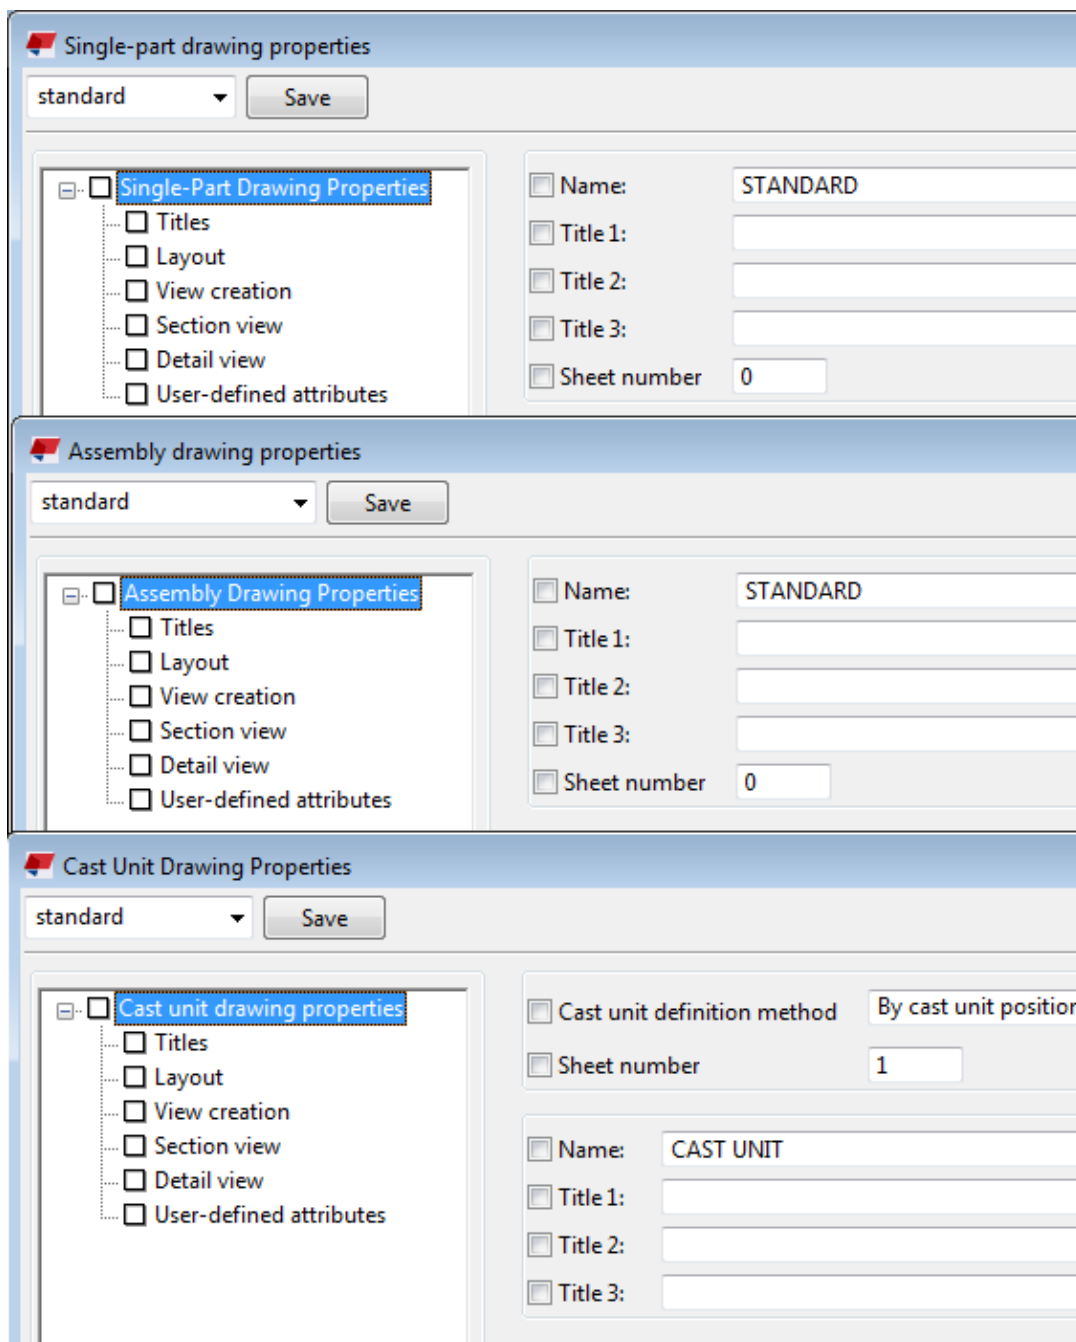 Single-part drawing properties
standard Save
Single-Part Drawing Properties
Titles
Layout
View creation
Section view
Detail view
User-defined attributes
Name: STANDARD
Title 1:
Title 2:
Title 3:
Sheet number 0
Assembly drawing properties
standard Save
Assembly Drawing Properties
Titles
Layout
View creation
Section view
Detail view
User-defined attributes
Name: STANDARD
Title 1:
Title 2:
Title 3:
Sheet number 0
Cast Unit Drawing Properties
standard Save
Cast unit drawing properties
Titles
Layout
View creation
Section view
Detail view
User-defined attributes
Cast unit definition method By cast unit position
Sheet number 1
Name: CAST UNIT
Title 1:
Title 2:
Title 3: